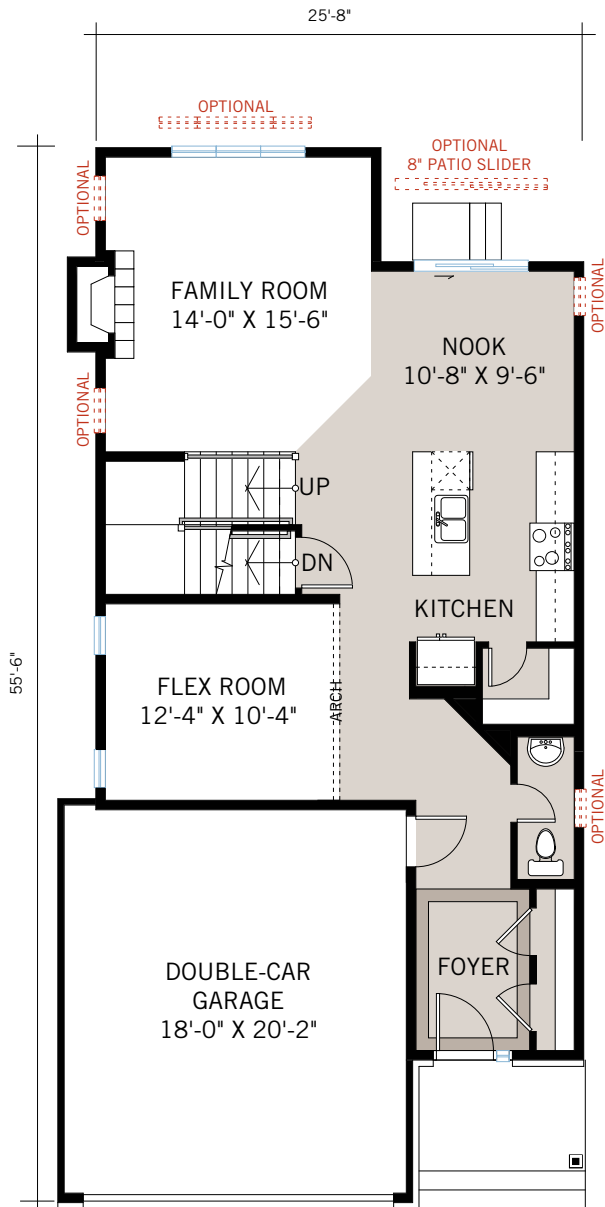 25'-8"
OPTIONAL
OPTIONAL
8" PATIO SLIDER
OPTIONAL
OPTIONAL
FAMILY ROOM
14'-0" X 15'-6"
NOOK
10'-8" X 9'-6"
OPTIONAL
UP
DN
KITCHEN
55'-6"
FLEX ROOM
12'-4" X 10'-4"
ARCH
OPTIONAL
FOYER
DOUBLE-CAR
GARAGE
18'-0" X 20'-2"